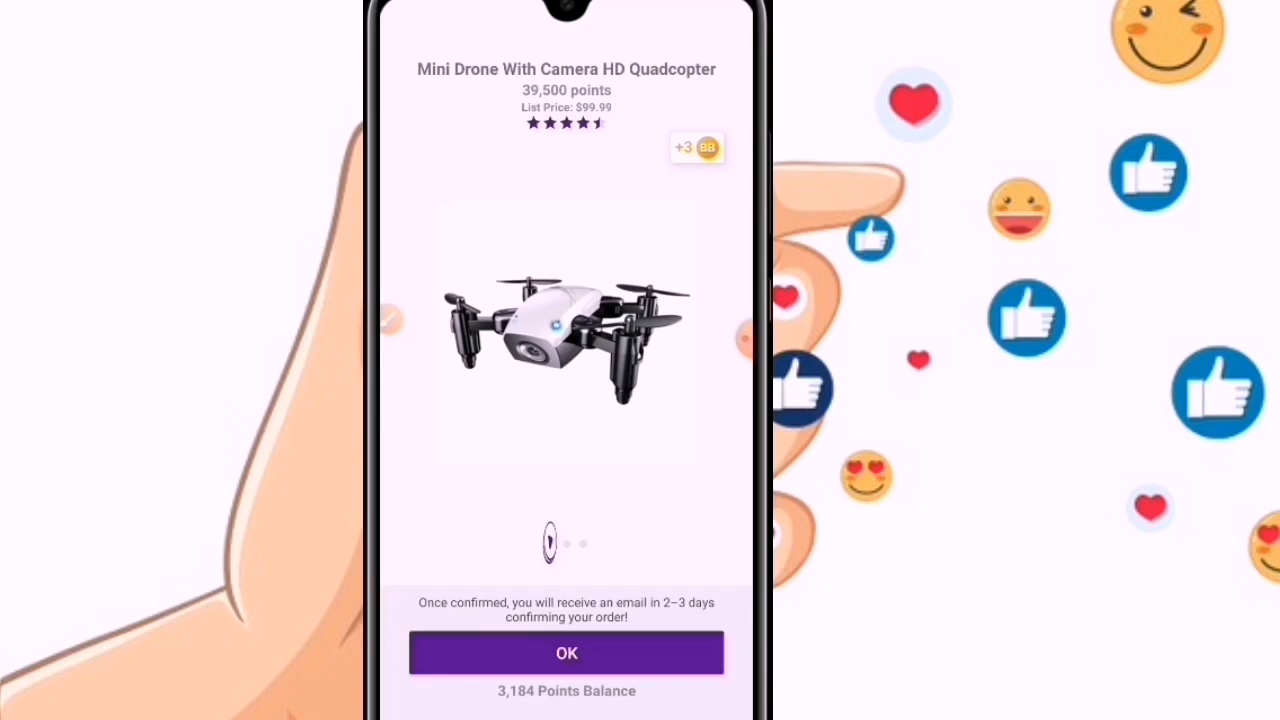 Mini Drone With Camera HD Quadcopter
39,500 points
List Price: $99.99
+3 BB
Once confirmed, you will receive an email in 2–3 days
confirming your order!
OK
3,184 Points Balance